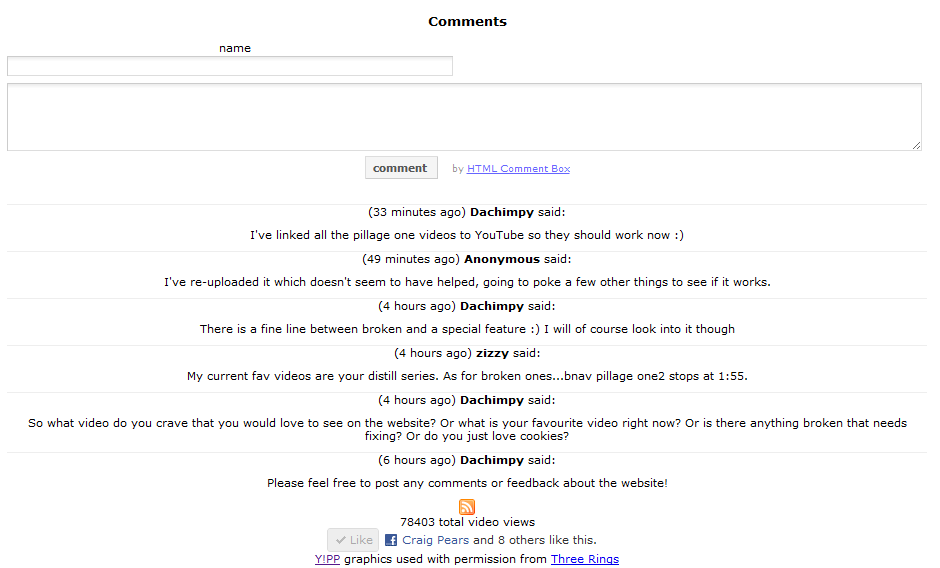 Comments
name
comment by HTML Comment Box
(33 minutes ago) Dachimpy said:
I've linked all the pillage one videos to YouTube so they should work now :)
(49 minutes ago) Anonymous said:
I've re-uploaded it which doesn't seem to have helped, going to poke a few other things to see if it works.
(4 hours ago) Dachimpy said:
There is a fine line between broken and a special feature :) I will of course look into it though
(4 hours ago) zizzy said:
My current fav videos are your distill series. As for broken ones...bnav pillage one2 stops at 1:55.
(4 hours ago) Dachimpy said:
So what video do you crave that you would love to see on the website? Or what is your favourite video right now? Or is there anything broken that needs
fixing? Or do you just love cookies?
(6 hours ago) Dachimpy said:
Please feel free to post any comments or feedback about the website!
78403 total video views
Like Craig Pears and 8 others like this.
Y!PP graphics used with permission from Three Rings